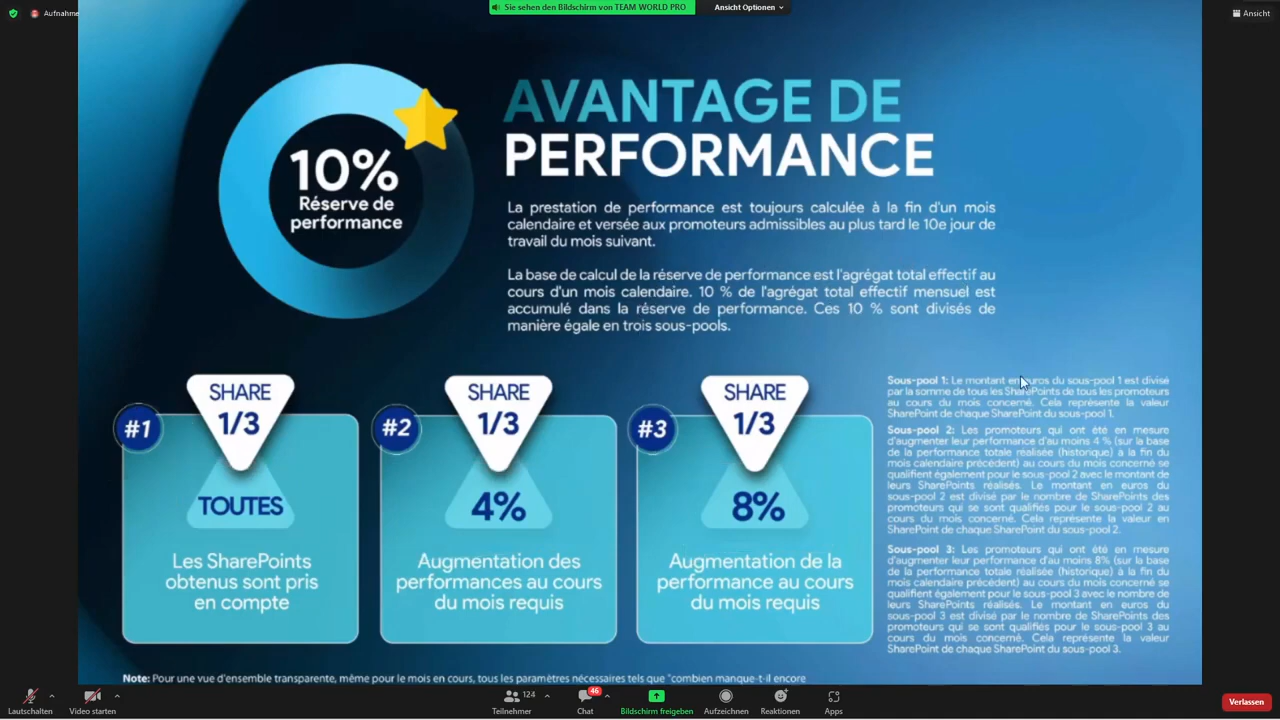 Aufnahme
Sie sehen den Bildschirm von TEAM WORLD PRO
Ansicht Optionen
Ansicht
10%
Réserve de
performance
AVANTAGE DE
PERFORMANCE
La prestation de performance est toujours calculée à la fin d'un mois
calendaire et versée aux promoteurs admissibles au plus tard le 10e jour de
travail du mois suivant.
La base de calcul de la réserve de performance est l'agrégat total effectif au
cours d'un mois calendaire. 10 % de l'agrégat total effectif mensuel est
accumulé dans la réserve de performance. Ces 10 % sont divisés de
manière égale en trois sous-pools.
#1
SHARE
1/3
TOUTES
Les SharePoints
obtenus sont pris
en compte
#2
SHARE
1/3
4%
Augmentation des
performances au cours
du mois requis
#3
SHARE
1/3
8%
Augmentation de la
performance au cours
du mois requis
Sous-pool 1: Le montant en euros du sous-pool 1 est divisé
par la somme de tous les SharePoints de tous les promoteurs
au cours du mois concerné. Cela représente la valeur
SharePoint de chaque SharePoint du sous-pool 1.
Sous-pool 2: Les promoteurs qui ont été en mesure
d'augmenter leur performance d'au moins 4 % (sur la base
de la performance totale réalisée (historique) à la fin du
mois calendaire précédent) au cours du mois concerné se
qualifient également pour le sous-pool 2 avec le montant de
leurs SharePoints réalisés. Le montant en euros du
sous-pool 2 est divisé par le nombre de SharePoints des
promoteurs qui se sont qualifiés pour le sous-pool 2 au
cours du mois concerné. Cela représente la valeur en
SharePoint de chaque SharePoint du sous-pool 2.
Sous-pool 3: Les promoteurs qui ont été en mesure
d'augmenter leur performance d'au moins 8% (sur la base
de la performance totale réalisée (historique) à la fin du
mois calendaire précédent) au cours du mois concerné se
qualifient également pour le sous-pool 3 avec le nombre de
leurs SharePoints réalisés. Le montant en euros du
sous-pool 3 est divisé par le nombre de SharePoints des
promoteurs qui se sont qualifiés pour le sous-pool 3 au
cours du mois concerné. Cela représente la valeur
SharePoint de chaque SharePoint du sous-pool 3.
Note: Pour une vue d'ensemble transparente, même pour le mois en cours, tous les paramètres nécessaires tels que "combien manque-t-il encore
Lautschalten
Video starten
124
Teilnehmer
46
Chat
Bildschirm freigeben
Aufzeichnen
Reaktionen
Apps
Verlassen